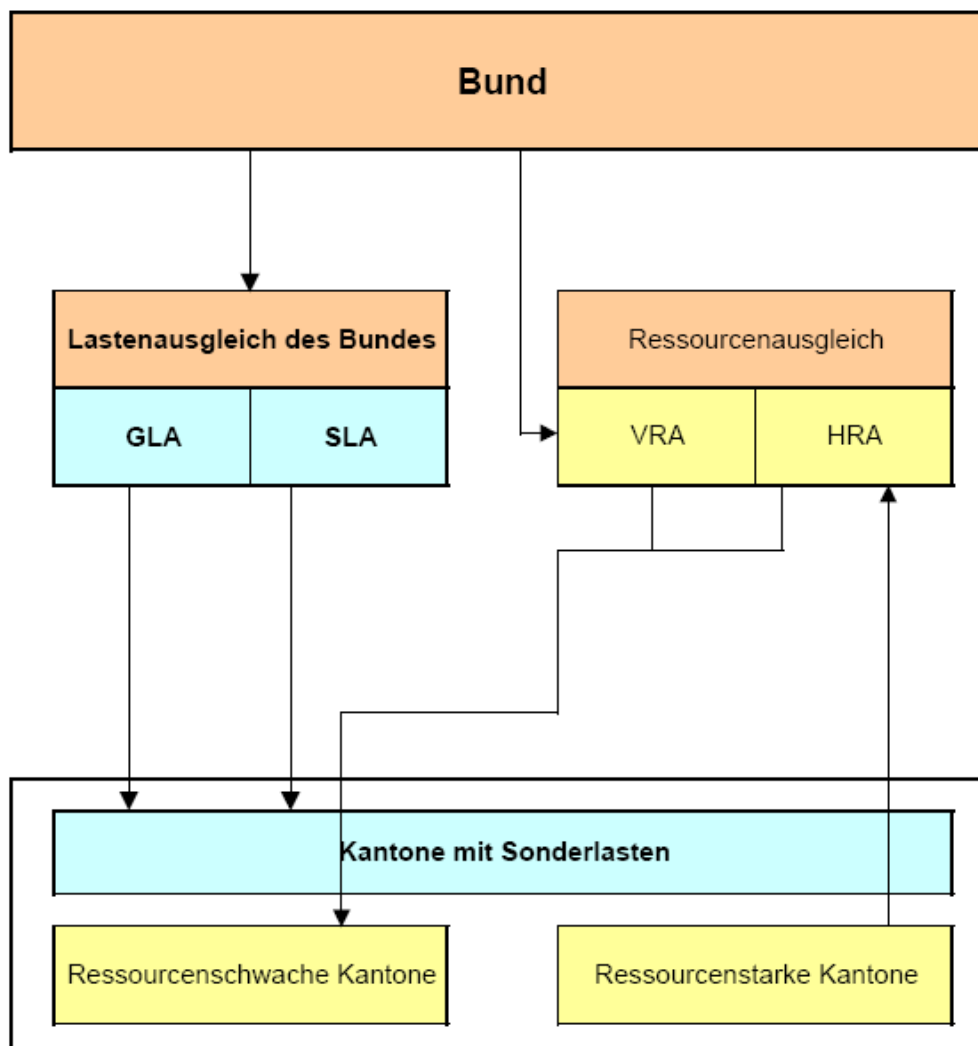 Bund
Lastenausgleich des Bundes
Ressourcenausgleich
GLA
SLA
VRA
HRA
Kantone mit Sonderlasten
Ressourcenschwache Kantone
Ressourcenstarke Kantone